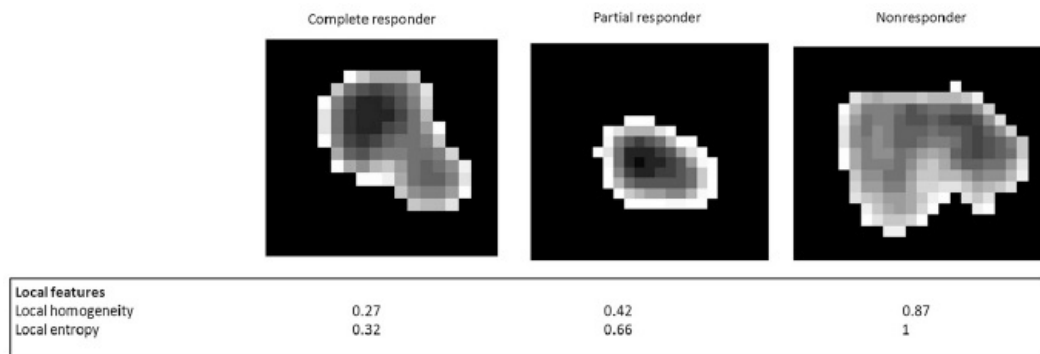 Complete responder Partial responder Nonresponder
Local features
Local homogeneity 0.27 0.42 0.87
Local entropy 0.32 0.66 1